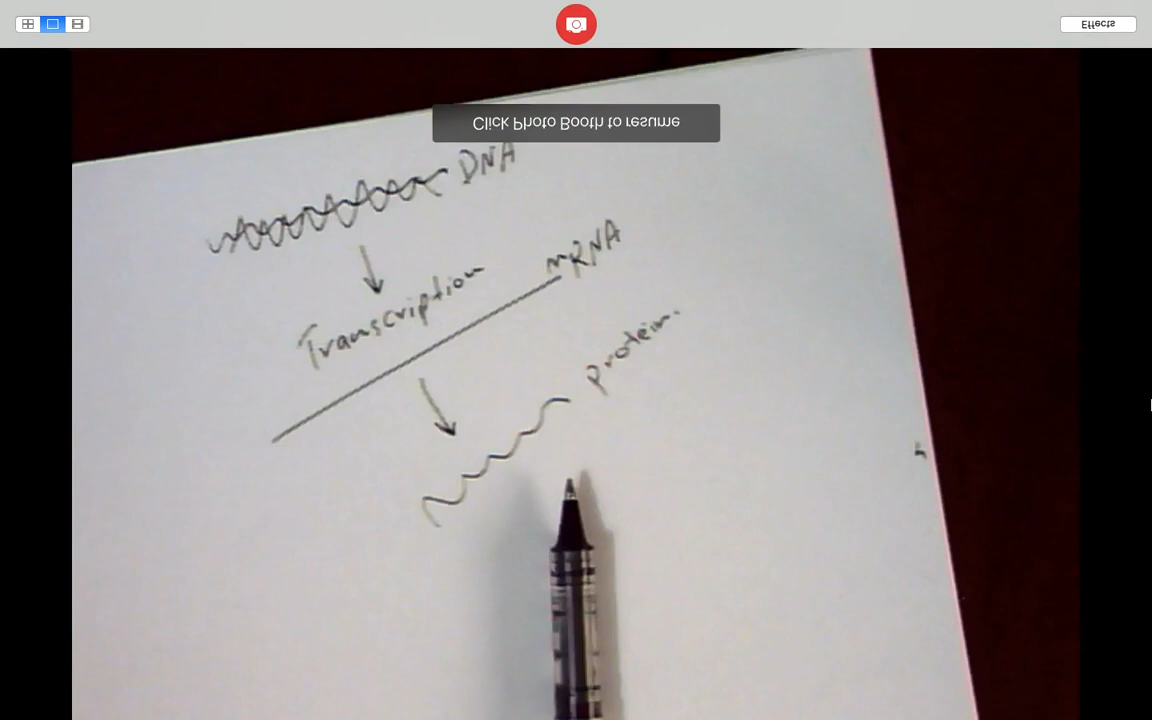 Effects
Click Photo Booth to resume
DNA
Transcription
mRNA
protein.